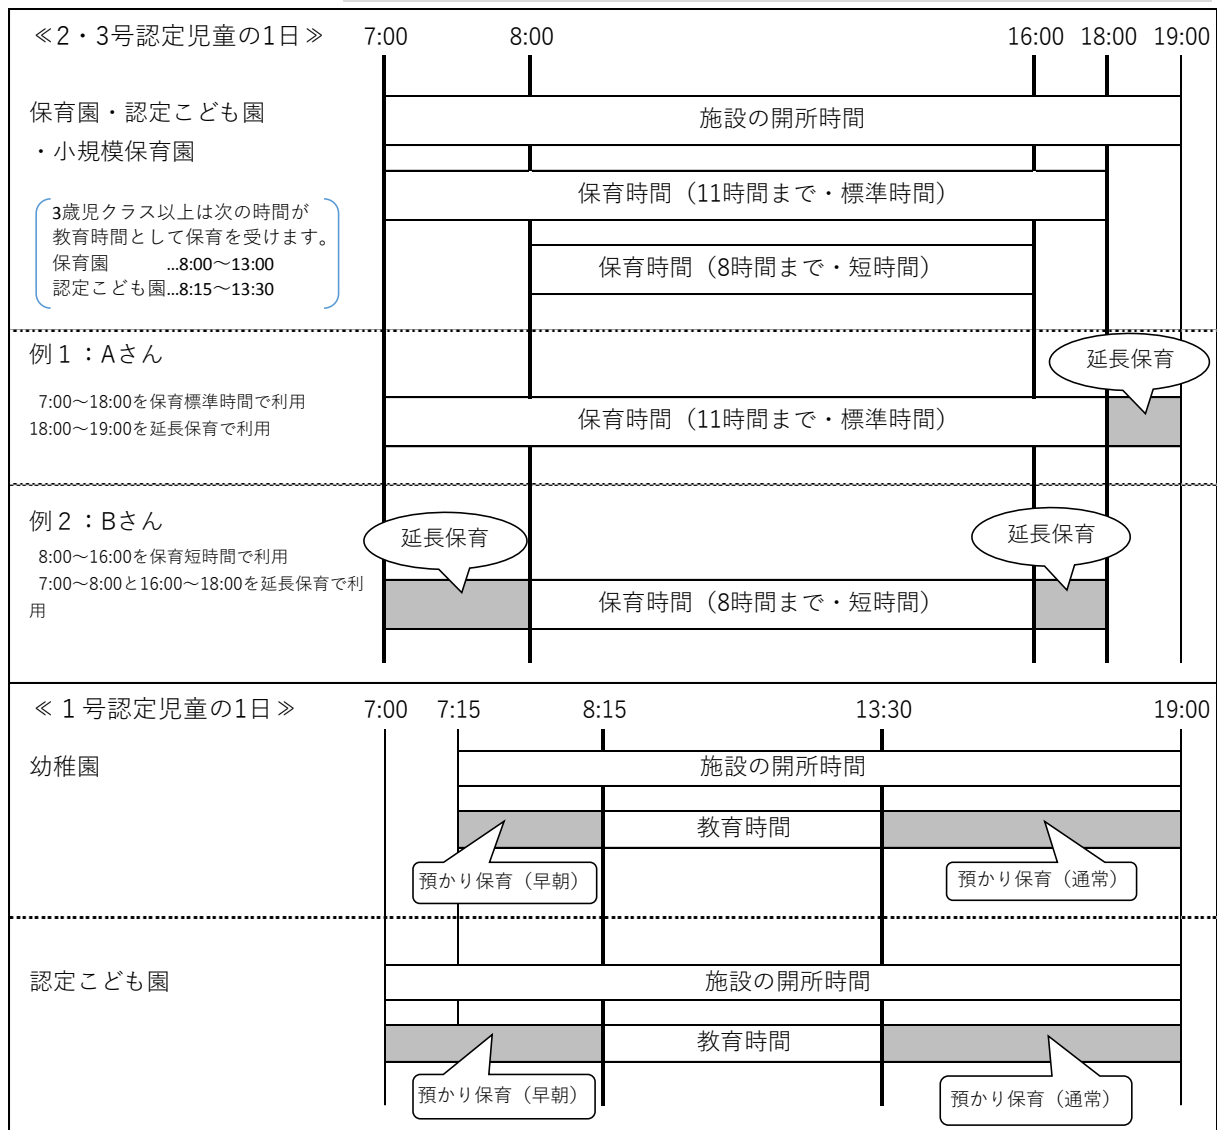 ≪2・3号認定児童の1日≫
7:00 8:00 16:00 18:00 19:00
保育園・認定こども園
・小規模保育園
施設の開所時間
保育時間（11時間まで・標準時間）
3歳児クラス以上は次の時間が
教育時間として保育を受けます。
保育園 …8:00〜13:00
認定こども園…8:15〜13:30
保育時間（8時間まで・短時間）
例１：Aさん
延長保育
7:00〜18:00を保育標準時間で利用
18:00〜19:00を延長保育で利用
保育時間（11時間まで・標準時間）
例２：Bさん
延長保育
延長保育
8:00〜16:00を保育短時間で利用
7:00〜8:00と16:00〜18:00を延長保育で利
用
保育時間（8時間まで・短時間）
≪１号認定児童の1日≫
7:00 7:15 8:15 13:30 19:00
幼稚園
施設の開所時間
教育時間
預かり保育（早朝）
預かり保育（通常）
認定こども園
施設の開所時間
教育時間
預かり保育（早朝）
預かり保育（通常）